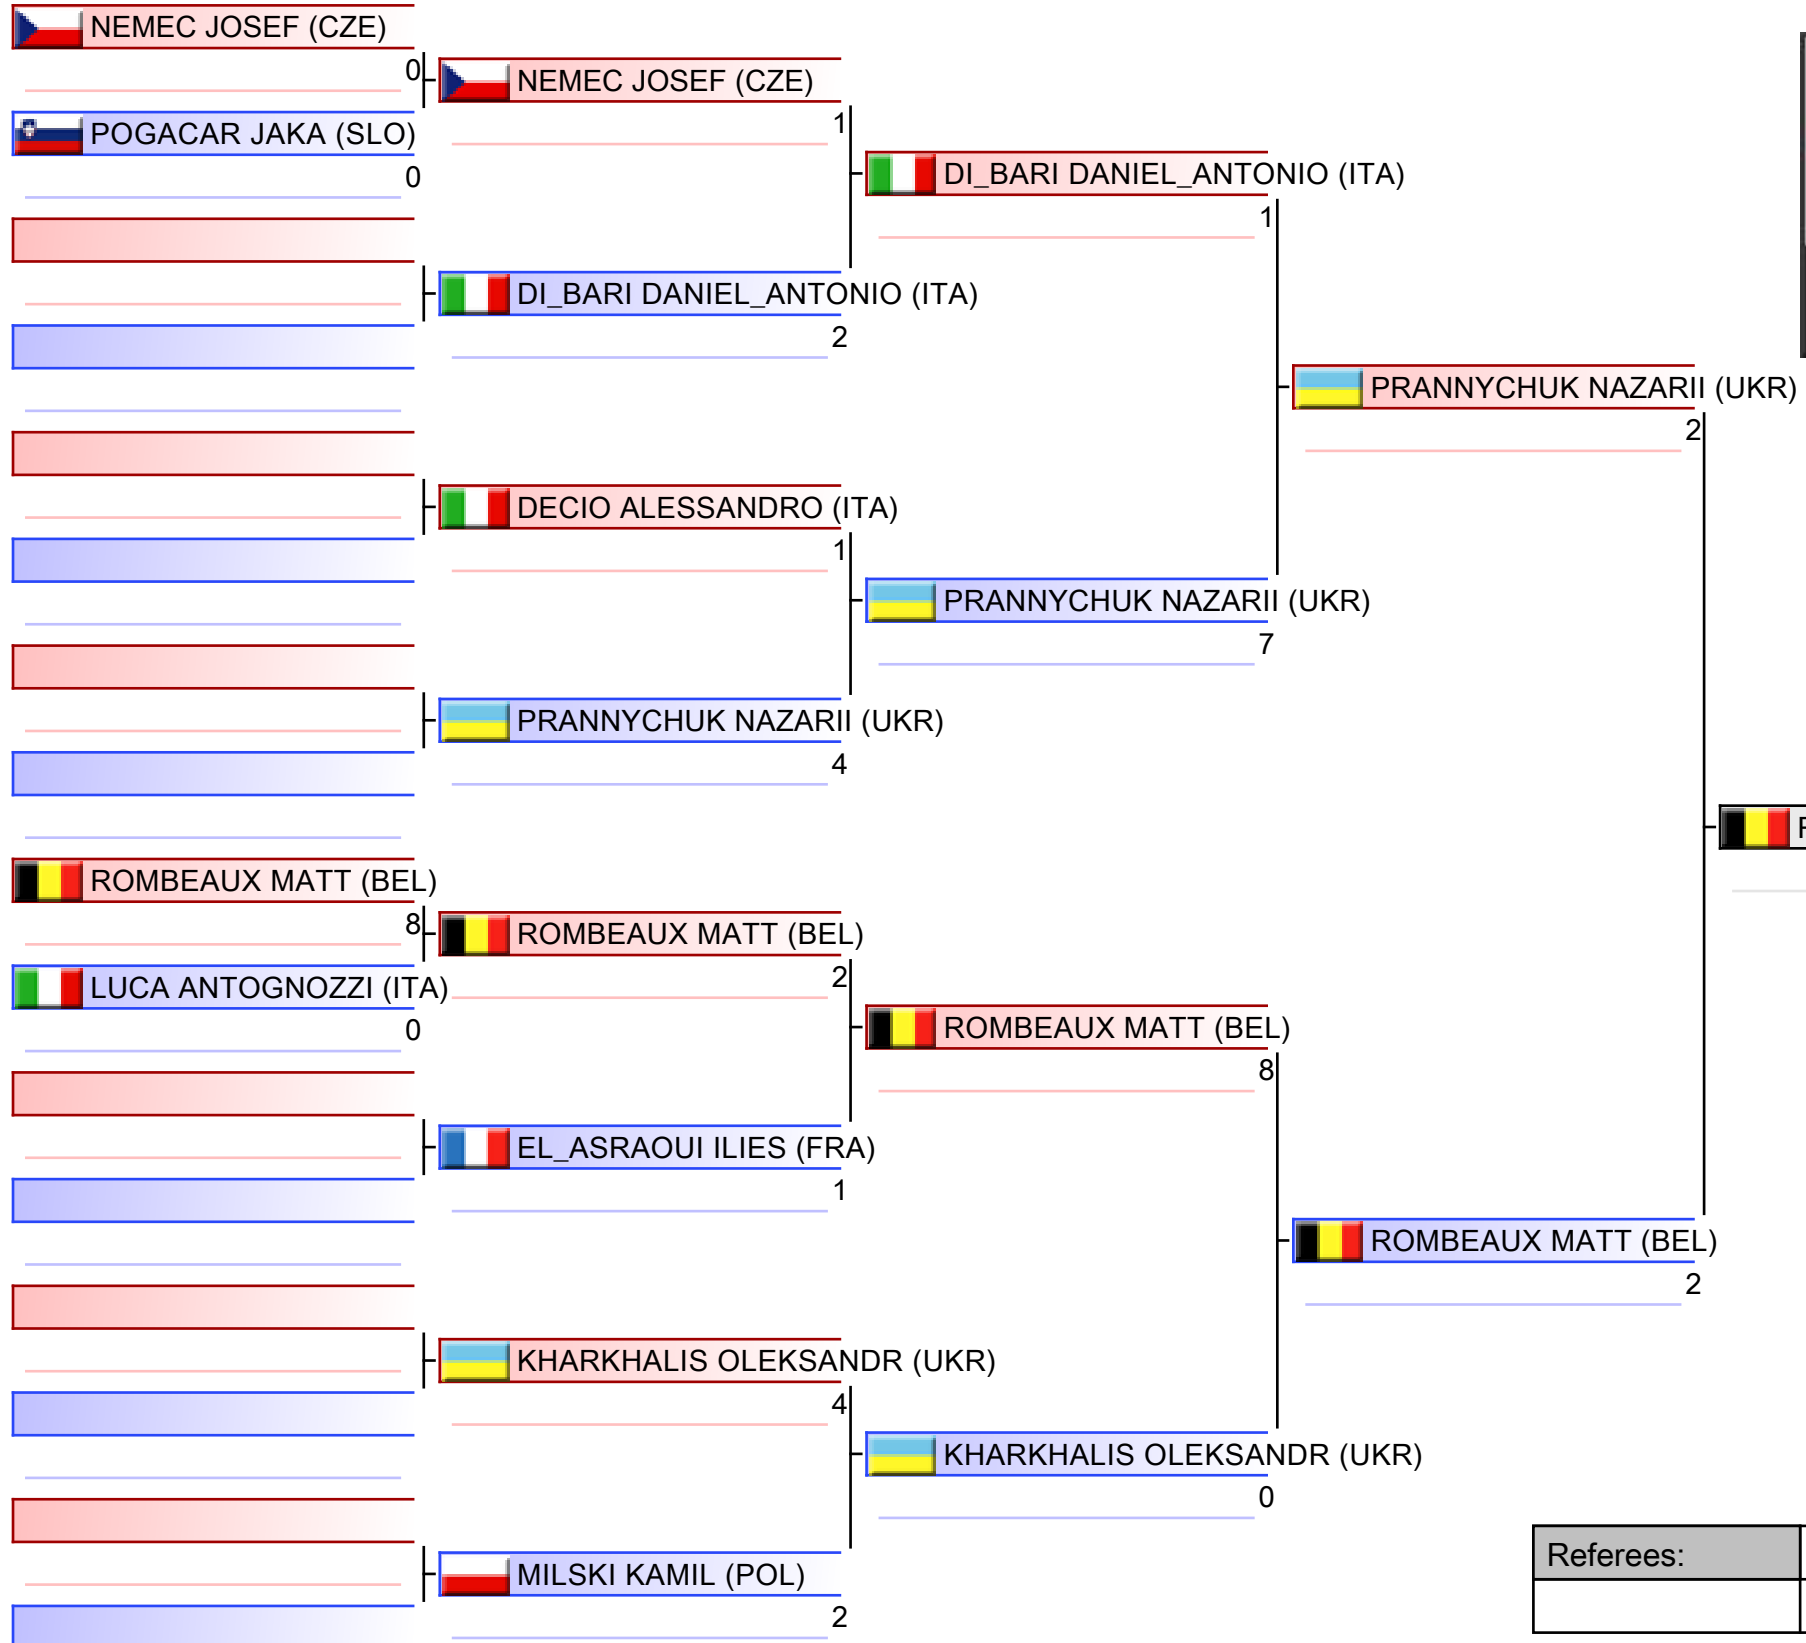 NEMEC JOSEF (CZE)
0
POGACAR JAKA (SLO)
0
ROMBEAUX MATT (BEL)
8
LUCA ANTOGNOZZI (ITA)
0
NEMEC JOSEF (CZE)
1
DI_BARI DANIEL_ANTONIO (ITA)
2
DECIO ALESSANDRO (ITA)
1
PRANNYCHUK NAZARII (UKR)
4
ROMBEAUX MATT (BEL)
2
EL_ASRAOUI ILIES (FRA)
1
KHARKHALIS OLEKSANDR (UKR)
4
MILSKI KAMIL (POL)
2
DI_BARI DANIEL_ANTONIO (ITA)
1
PRANNYCHUK NAZARII (UKR)
7
ROMBEAUX MATT (BEL)
8
KHARKHALIS OLEKSANDR (UKR)
0
PRANNYCHUK NAZARII (UKR)
2
ROMBEAUX MATT (BEL)
2
Referees: